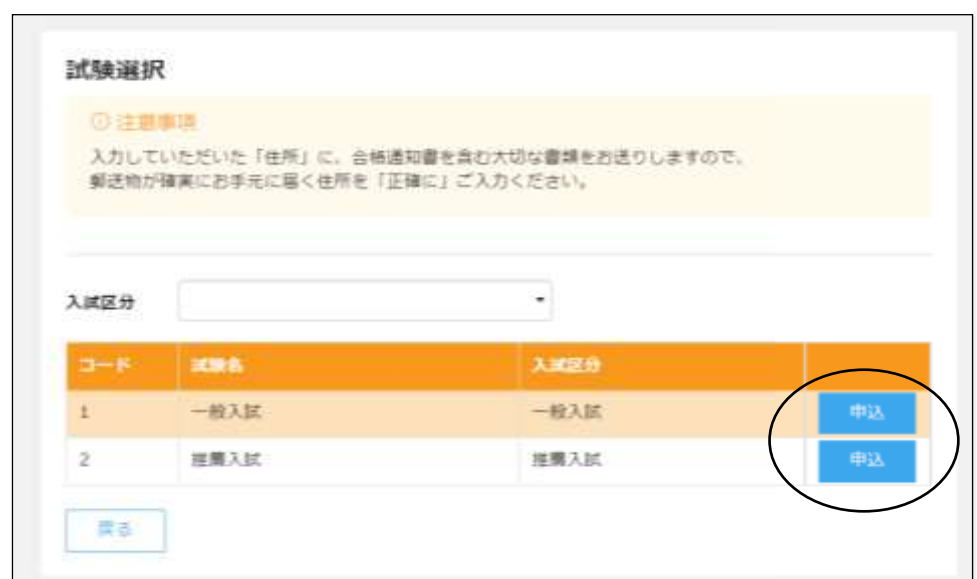 試験選択
注意事項
入力していただいた「住所」に、合格通知書を含む大切な書類をお送りしますので、
郵送物が確実にお手元に届く住所を「正確に」ご入力ください。
入試区分
コード 試験名 入試区分
1 一般入試 一般入試 申込
2 推薦入試 推薦入試 申込
戻る